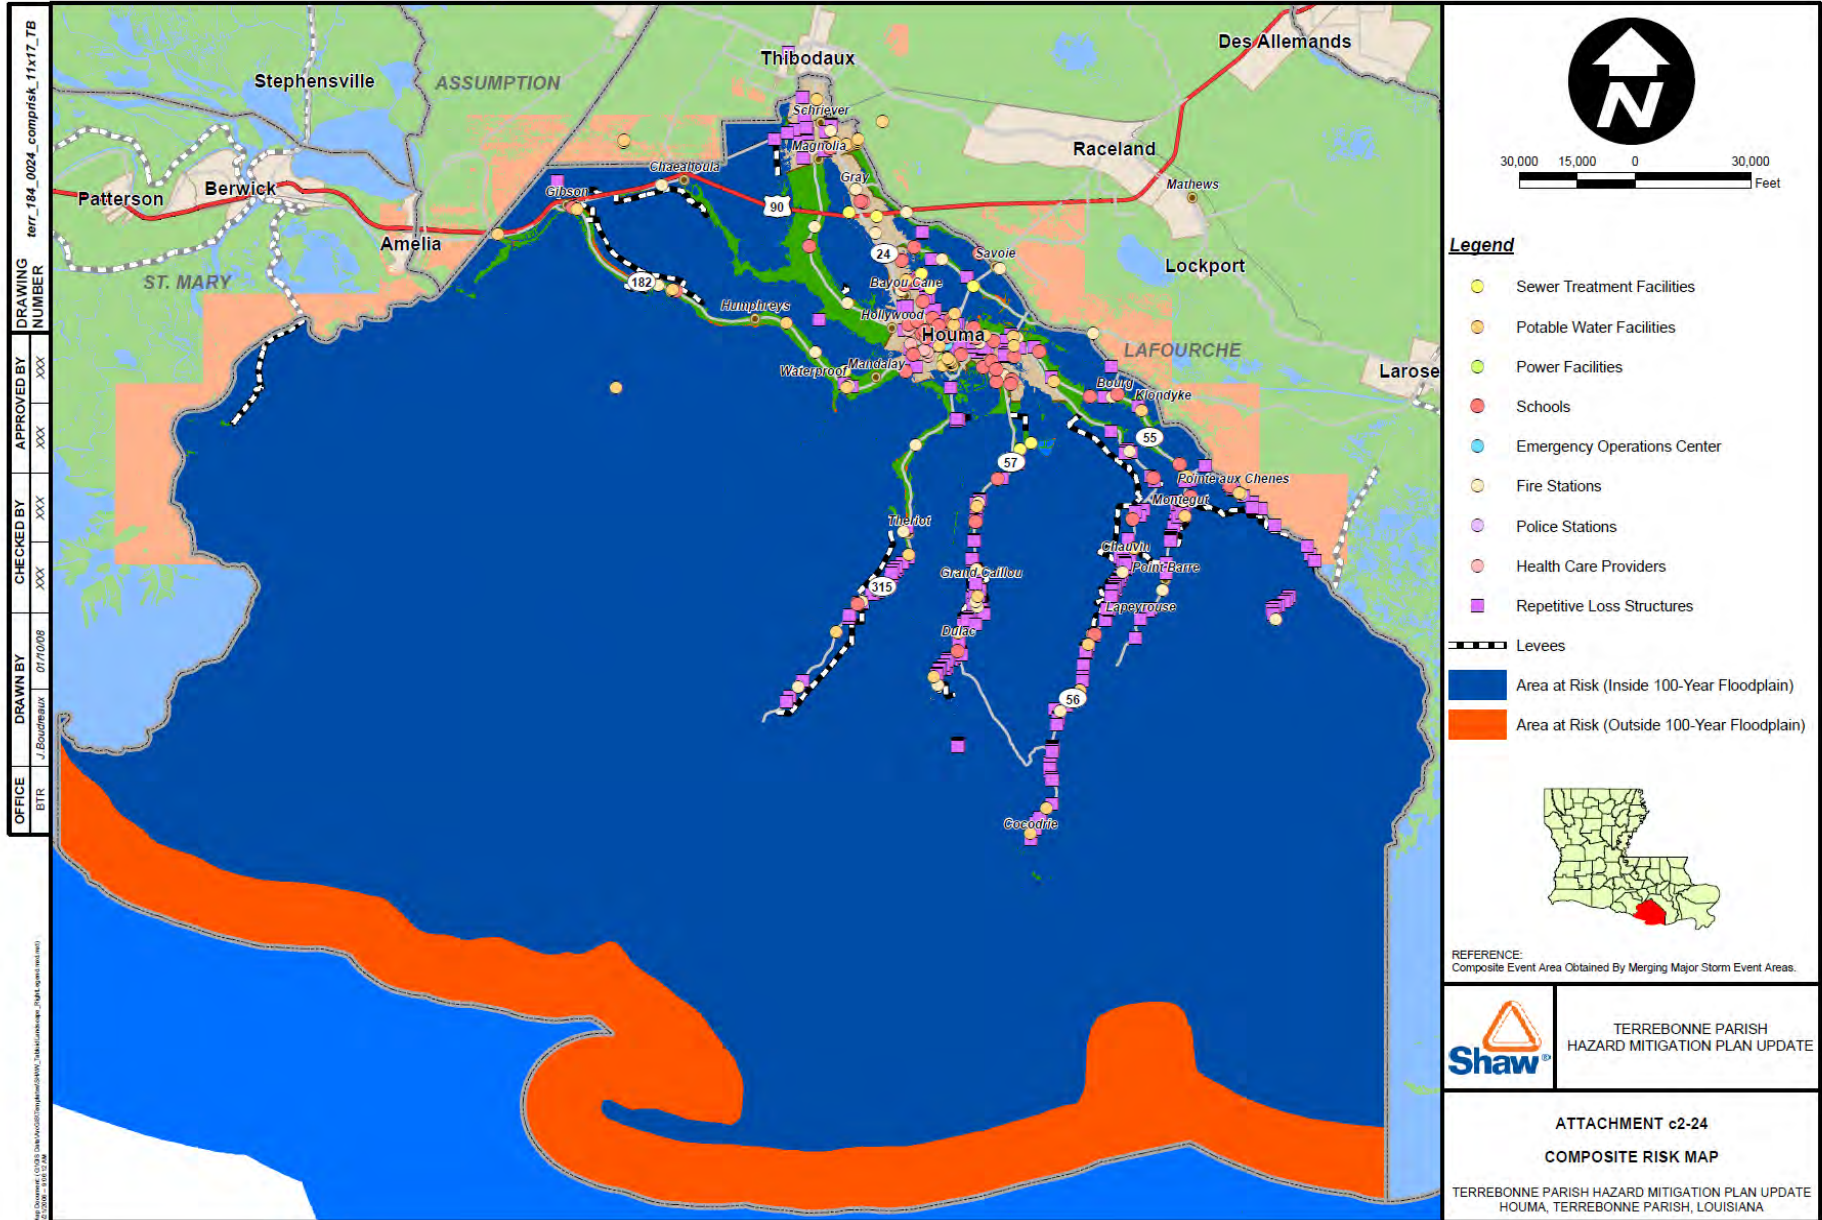 terr_184_0024_comprisk_11x17_TB
DRAWING NUMBER
APPROVED BY
XXX
XXX
CHECKED BY
XXX
XXX
DRAWN BY
J.Boudreaux 01/10/08
OFFICE
BTR
Thibodaux
Des Allemands
Stephensville
ASSUMPTION
Schriever
Magnolia
Raceland
Chacahoula
Gray
Mathews
Gibson
Berwick
Patterson
90
Amelia
24
Savoie
Lockport
ST. MARY
182
Bayou Cane
Humphreys
Hollywood
Houma
LAFOURCHE
Waterproof
Mandalay
Larose
Bourg
Klondyke
55
57
Pointe aux Chenes
Montegut
Theriot
Chauvin
Point Barre
Grand Caillou
315
Lapeyrouse
Dulac
56
Cocodrie
N
30,000 15,000 0 30,000
Feet
Legend
Sewer Treatment Facilities
Potable Water Facilities
Power Facilities
Schools
Emergency Operations Center
Fire Stations
Police Stations
Health Care Providers
Repetitive Loss Structures
Levees
Area at Risk (Inside 100-Year Floodplain)
Area at Risk (Outside 100-Year Floodplain)
REFERENCE:
Composite Event Area Obtained By Merging Major Storm Event Areas.
Shaw®
TERREBONNE PARISH
HAZARD MITIGATION PLAN UPDATE
ATTACHMENT c2-24
COMPOSITE RISK MAP
TERREBONNE PARISH HAZARD MITIGATION PLAN UPDATE
HOUMA, TERREBONNE PARISH, LOUISIANA